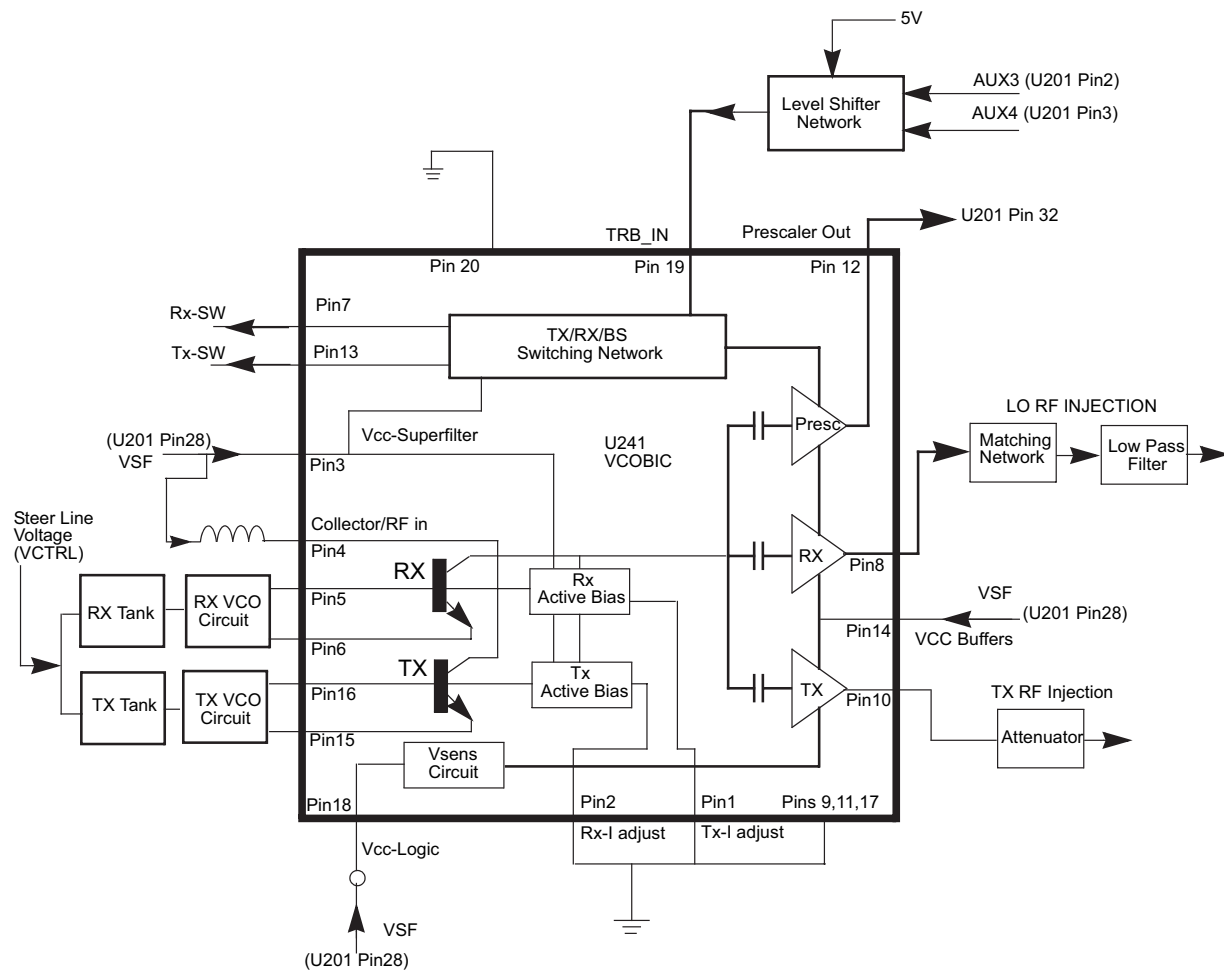 5V
AUX3 (U201 Pin2)
Level Shifter
Network
AUX4 (U201 Pin3)
U201 Pin 32
TRB_IN
Prescaler Out
Pin 20
Pin 19
Pin 12
Rx-SW
Pin7
TX/RX/BS
Switching Network
Tx-SW
Pin13
LO RF INJECTION
Presc
Vcc-Superfilter
U241
VCOBIC
(U201 Pin28)
VSF
Pin3
Matching
Network
Low Pass
Filter
Steer Line
Voltage
(VCTRL)
Collector/RF in
Pin4
RX
RX
Pin8
Rx
Active Bias
RX Tank
RX VCO
Circuit
Pin5
Pin6
VSF
(U201 Pin28)
Pin14
VCC Buffers
TX
Tx
Active Bias
TX
Pin10
TX Tank
TX VCO
Circuit
Pin16
Pin15
TX RF Injection
Attenuator
Vsens
Circuit
Pin18
Pin2
Pin1
Pins 9,11,17
Rx-I adjust
Tx-I adjust
Vcc-Logic
VSF
(U201 Pin28)